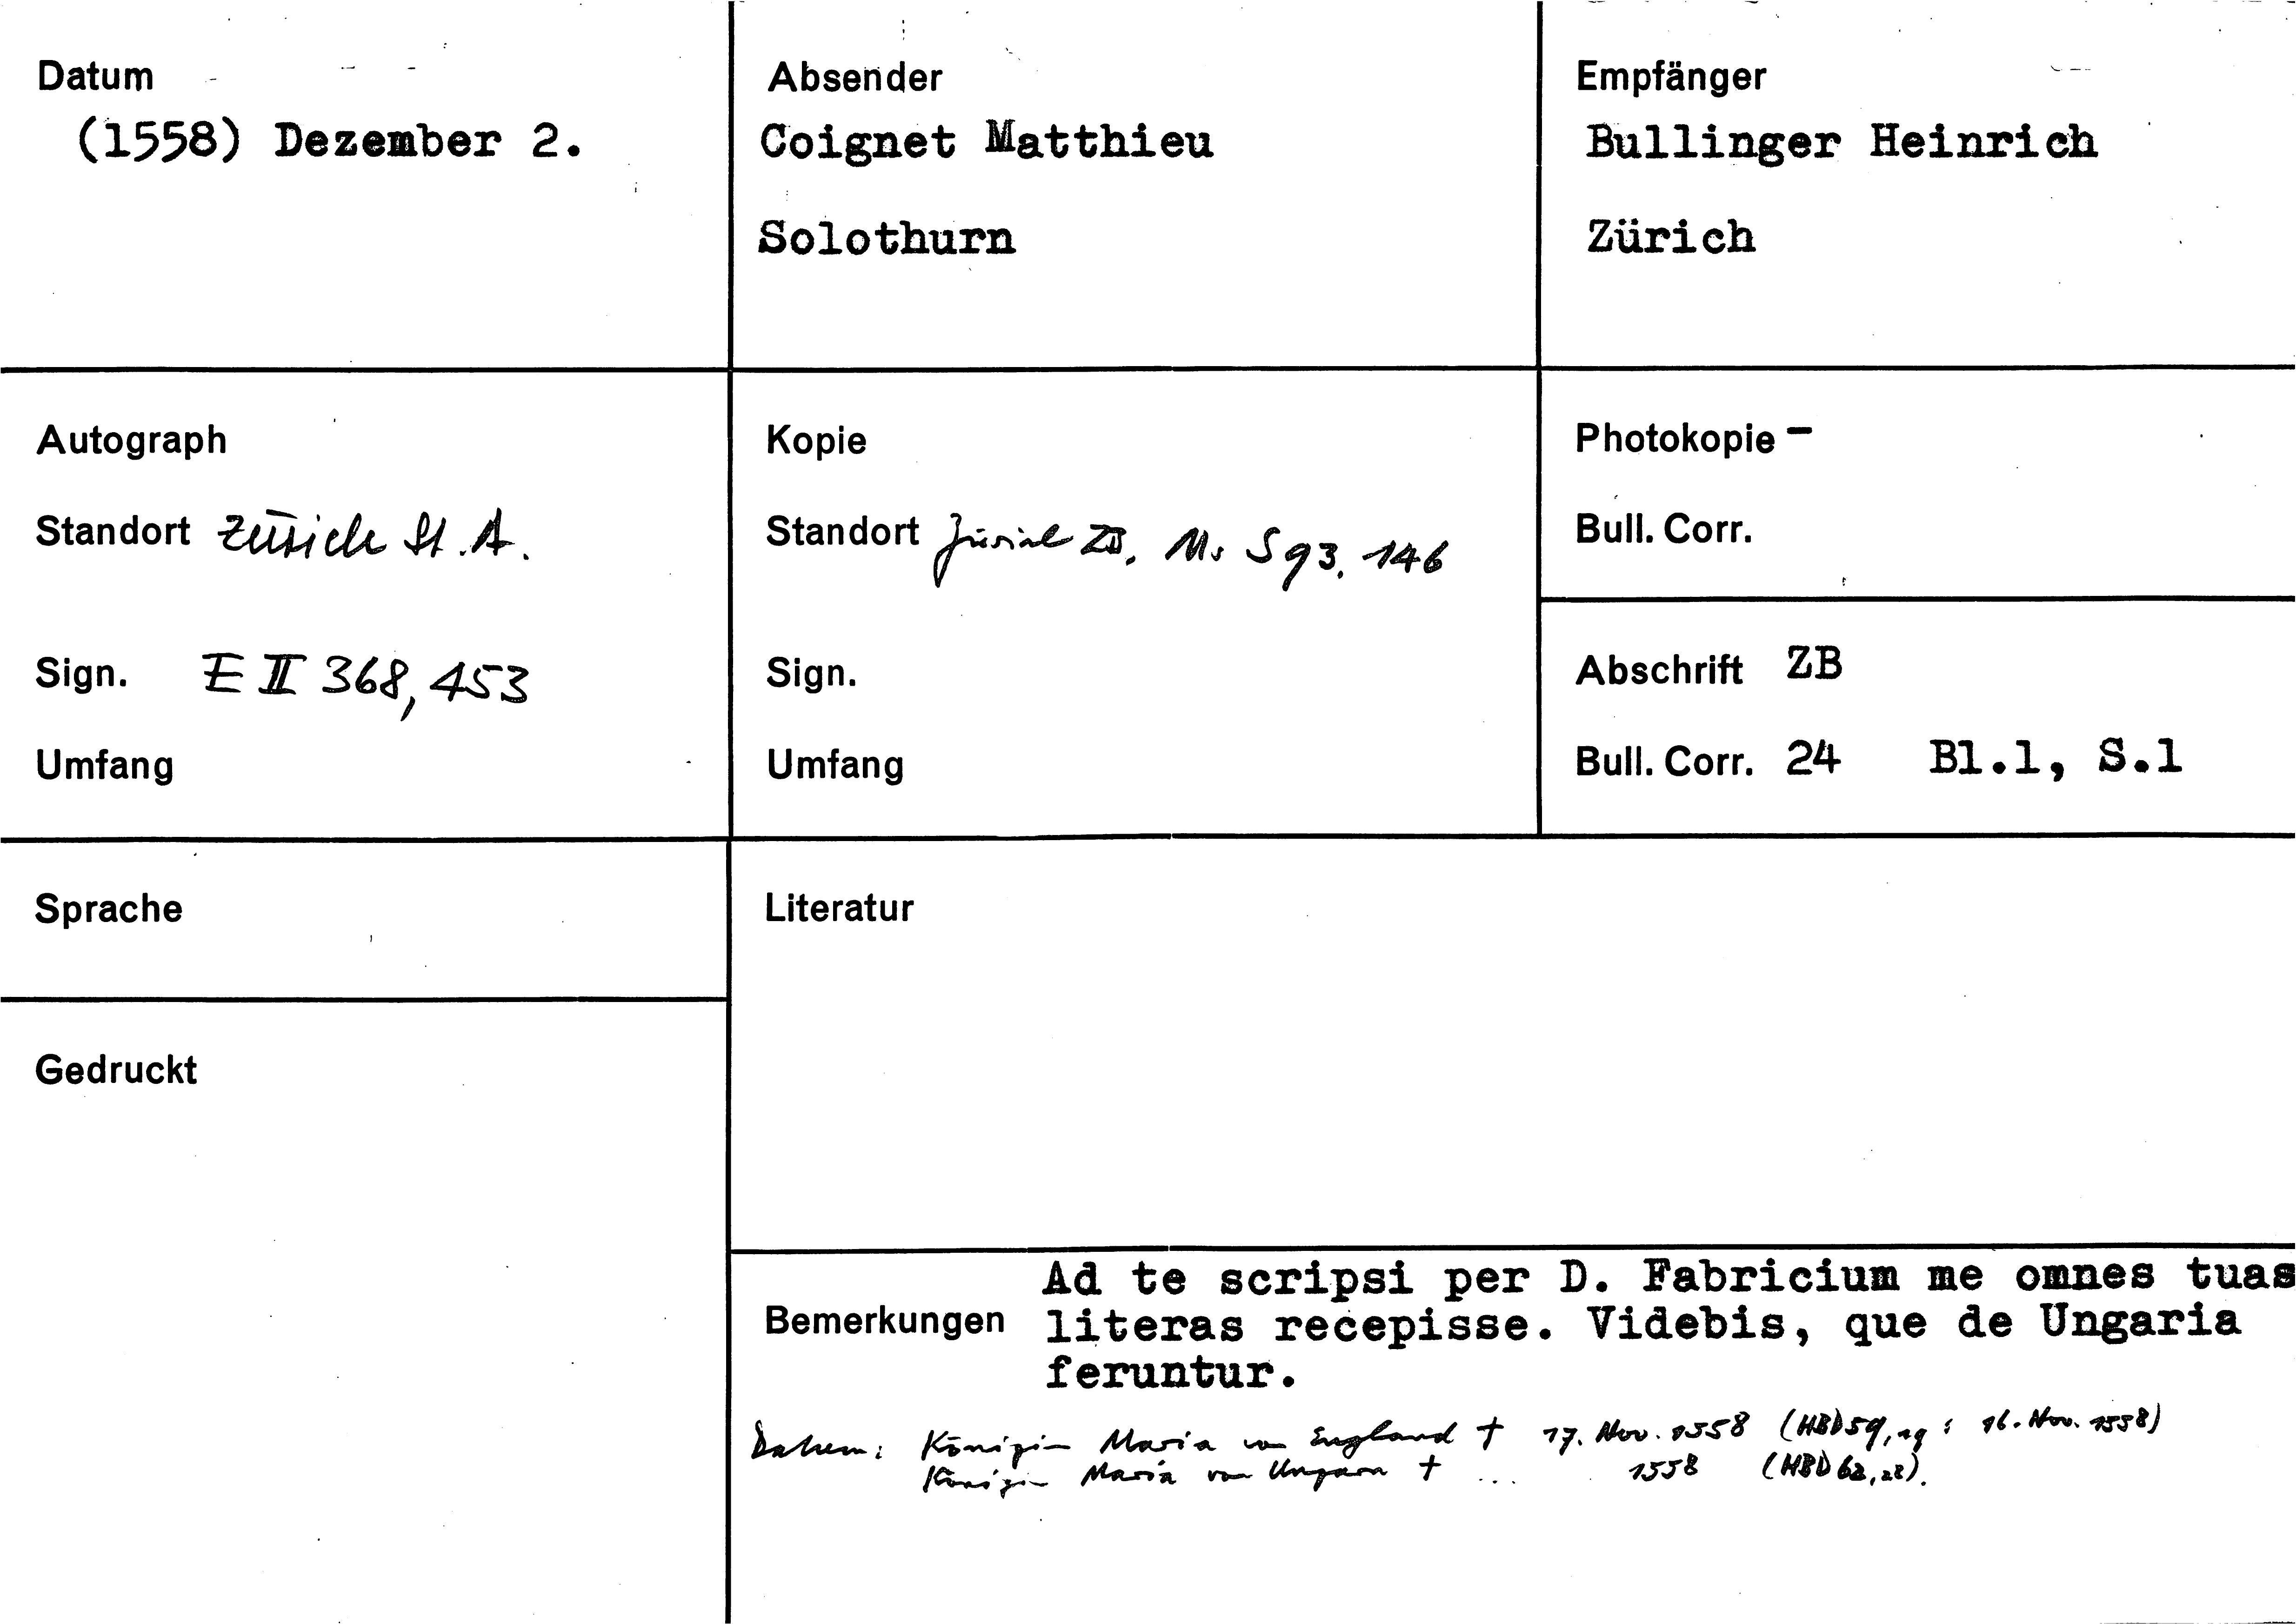 Datum
(1558) Dezember 2.
Absender
Coignet Matthieu
Solothurn
Empfänger
Bullinger Heinrich
Zürich
Autograph
Standort Zürich St.A.
Sign. E II 368, 453
Umfang
Kopie
Standort Zürich ZB, Ms S 93, 146
Sign.
Umfang
Photokopie -
Bull. Corr.
Abschrift ZB
Bull. Corr. 24 Bl.1, S.1
Sprache
Gedruckt
Literatur
Bemerkungen
Ad te scripsi per D. Fabricium me omnes tuas
literas recepisse. Videbis, que de Ungaria
feruntur.
Datum: Königin Maria von England † 17. Nov. 1558 (HBD 59, : 16. Nov. 1558)
Königin Maria von Ungarn † ... 1558 (HBD 62, ).